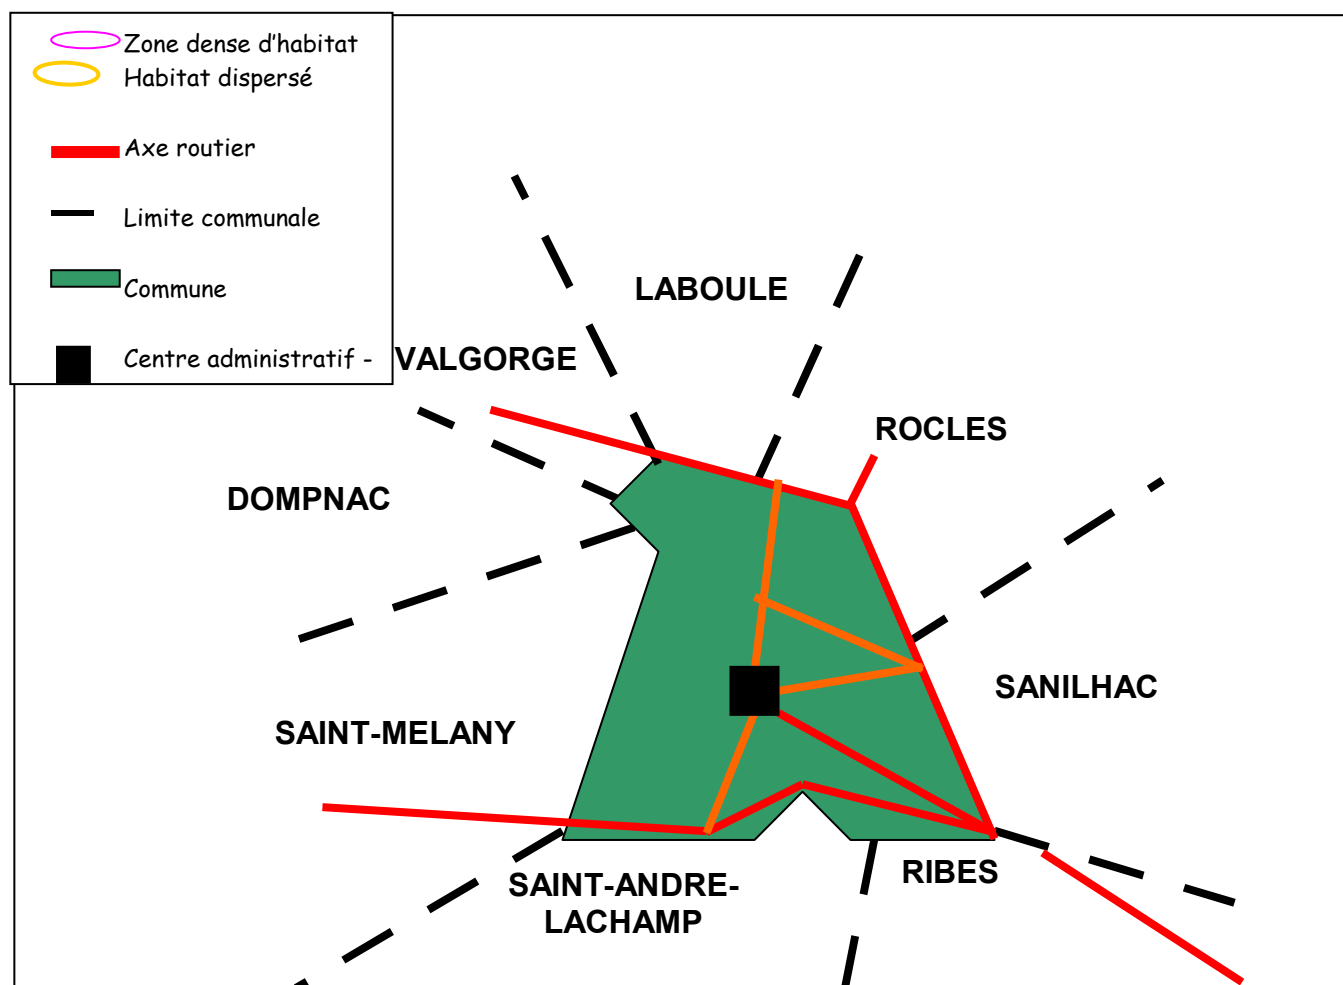 Zone dense d'habitat
Habitat dispersé
Axe routier
Limite communale
Commune
Centre administratif -
LABOULE
VALGORGE
ROCLES
DOMPNAC
SANILHAC
SAINT-MELANY
RIBES
SAINT-ANDRE-
LACHAMP